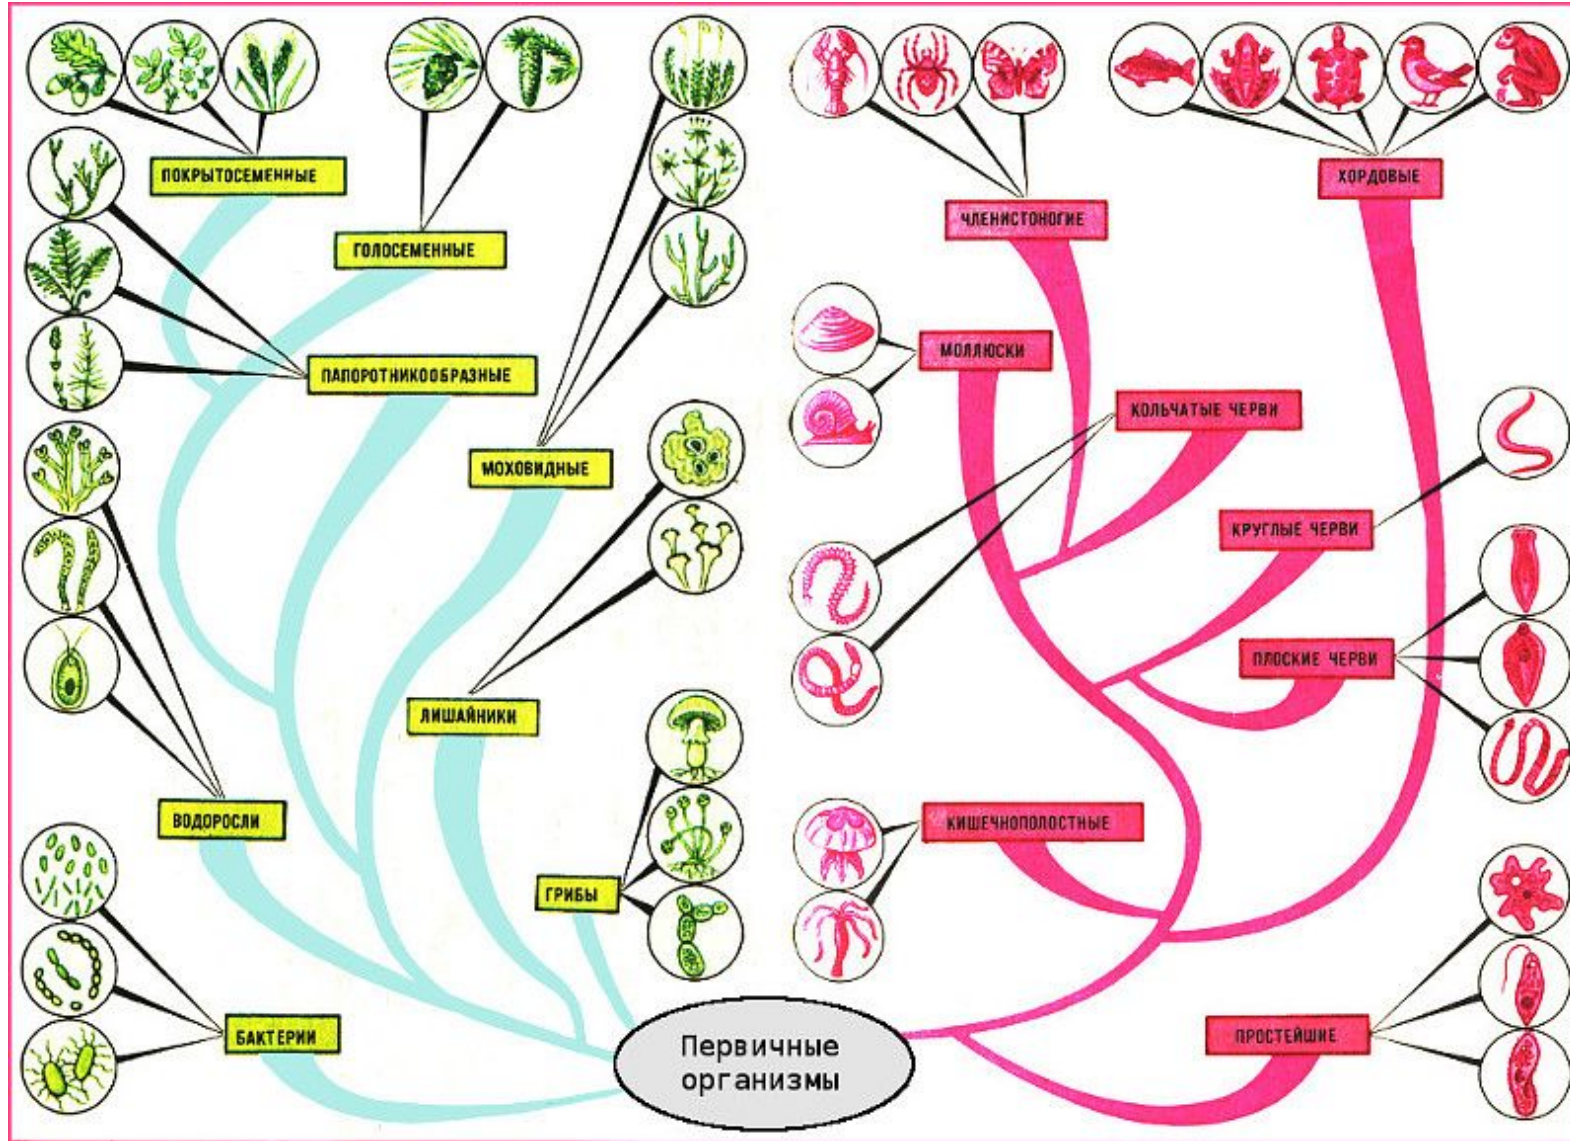 ПОКРЫТОСЕМЕННЫЕ
ГОЛОСЕМЕННЫЕ
ПАПОРОТНИКООБРАЗНЫЕ
МОХОВИДНЫЕ
ЛИШАЙНИКИ
ВОДОРОСЛИ
ГРИБЫ
БАКТЕРИИ
Первичные
организмы
ХОРДОВЫЕ
ЧЛЕНИСТОНОГИЕ
МОЛЛЮСКИ
КОЛЬЧАТЫЕ ЧЕРВИ
КРУГЛЫЕ ЧЕРВИ
ПЛОСКИЕ ЧЕРВИ
КИШЕЧНОПОЛОСТНЫЕ
ПРОСТЕЙШИЕ